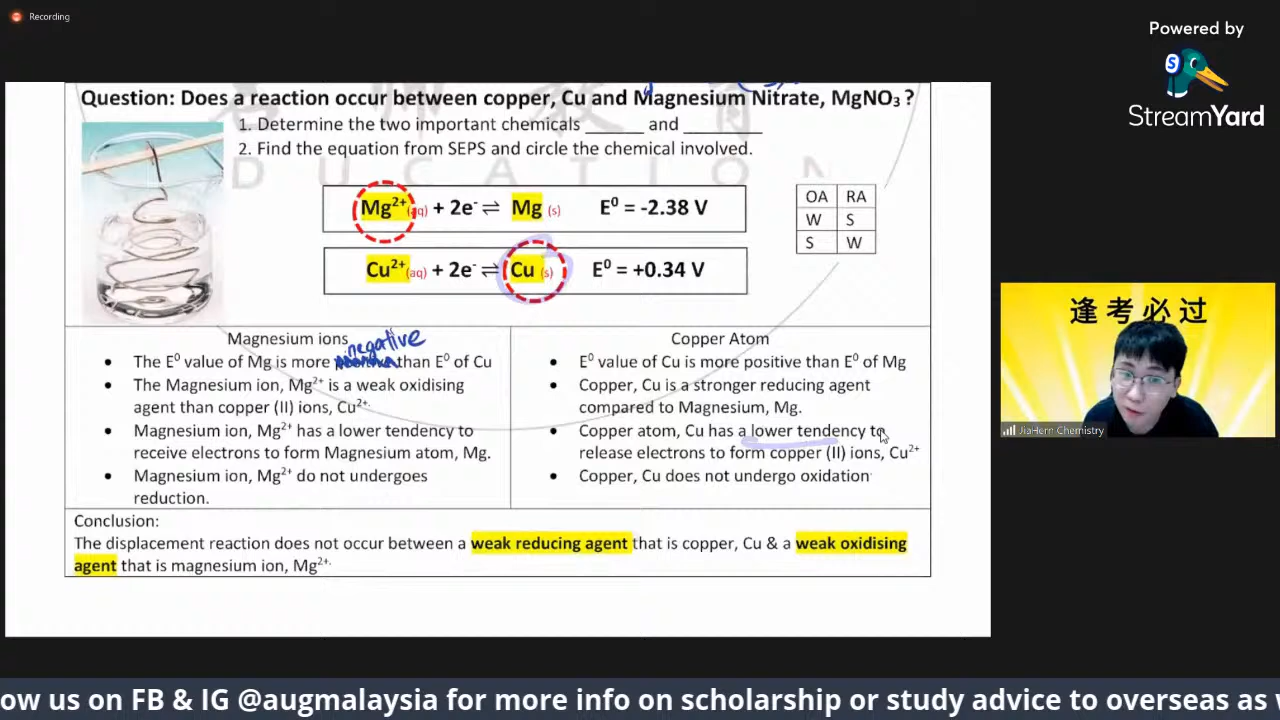 Recording
Powered by
StreamYard
Question: Does a reaction occur between copper, Cu and Magnesium Nitrate, MgNO3 ?
1. Determine the two important chemicals ______ and ________
2. Find the equation from SEPS and circle the chemical involved.
DUCATION
Mg2+(aq) + 2e- ⇌ Mg (s) E0 = -2.38 V
Cu2+(aq) + 2e- ⇌ Cu (s) E0 = +0.34 V
OA RA
W S
S W
逢考必过
JiaHern Chemistry
Magnesium ions
negative
• The E0 value of Mg is more than E0 of Cu
• The Magnesium ion, Mg2+ is a weak oxidising
agent than copper (II) ions, Cu2+.
• Magnesium ion, Mg2+ has a lower tendency to
receive electrons to form Magnesium atom, Mg.
• Magnesium ion, Mg2+ do not undergoes
reduction.
Copper Atom
• E0 value of Cu is more positive than E0 of Mg
• Copper, Cu is a stronger reducing agent
compared to Magnesium, Mg.
• Copper atom, Cu has a lower tendency to
release electrons to form copper (II) ions, Cu2+
• Copper, Cu does not undergo oxidation
Conclusion:
The displacement reaction does not occur between a weak reducing agent that is copper, Cu & a weak oxidising
agent that is magnesium ion, Mg2+.
ow us on FB & IG @augmalaysia for more info on scholarship or study advice to overseas as